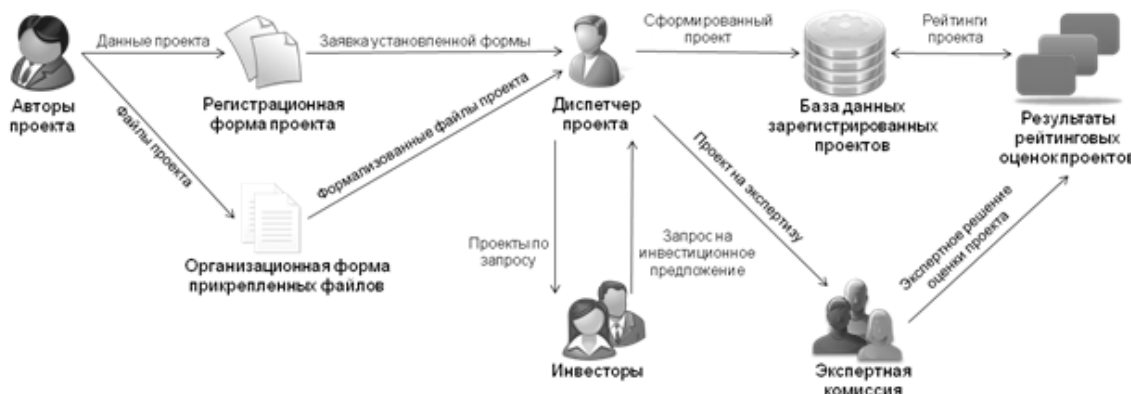 Данные проекта
Заявка установленной формы
Сформированный
проект
Рейтинги
проекта
Авторы
проекта
Регистрационная
форма проекта
Диспетчер
проекта
База данных
зарегистрированных
проектов
Результаты
рейтинговых
оценок проектов
Файлы проекта
Формализованные файлы проекта
Проект на экспертизу
Экспертное решение
оценки проекта
Организационная форма
прикрепленных файлов
Проекты по
запросу
Запрос на
инвестиционное
предложение
Инвесторы
Экспертная
комиссия